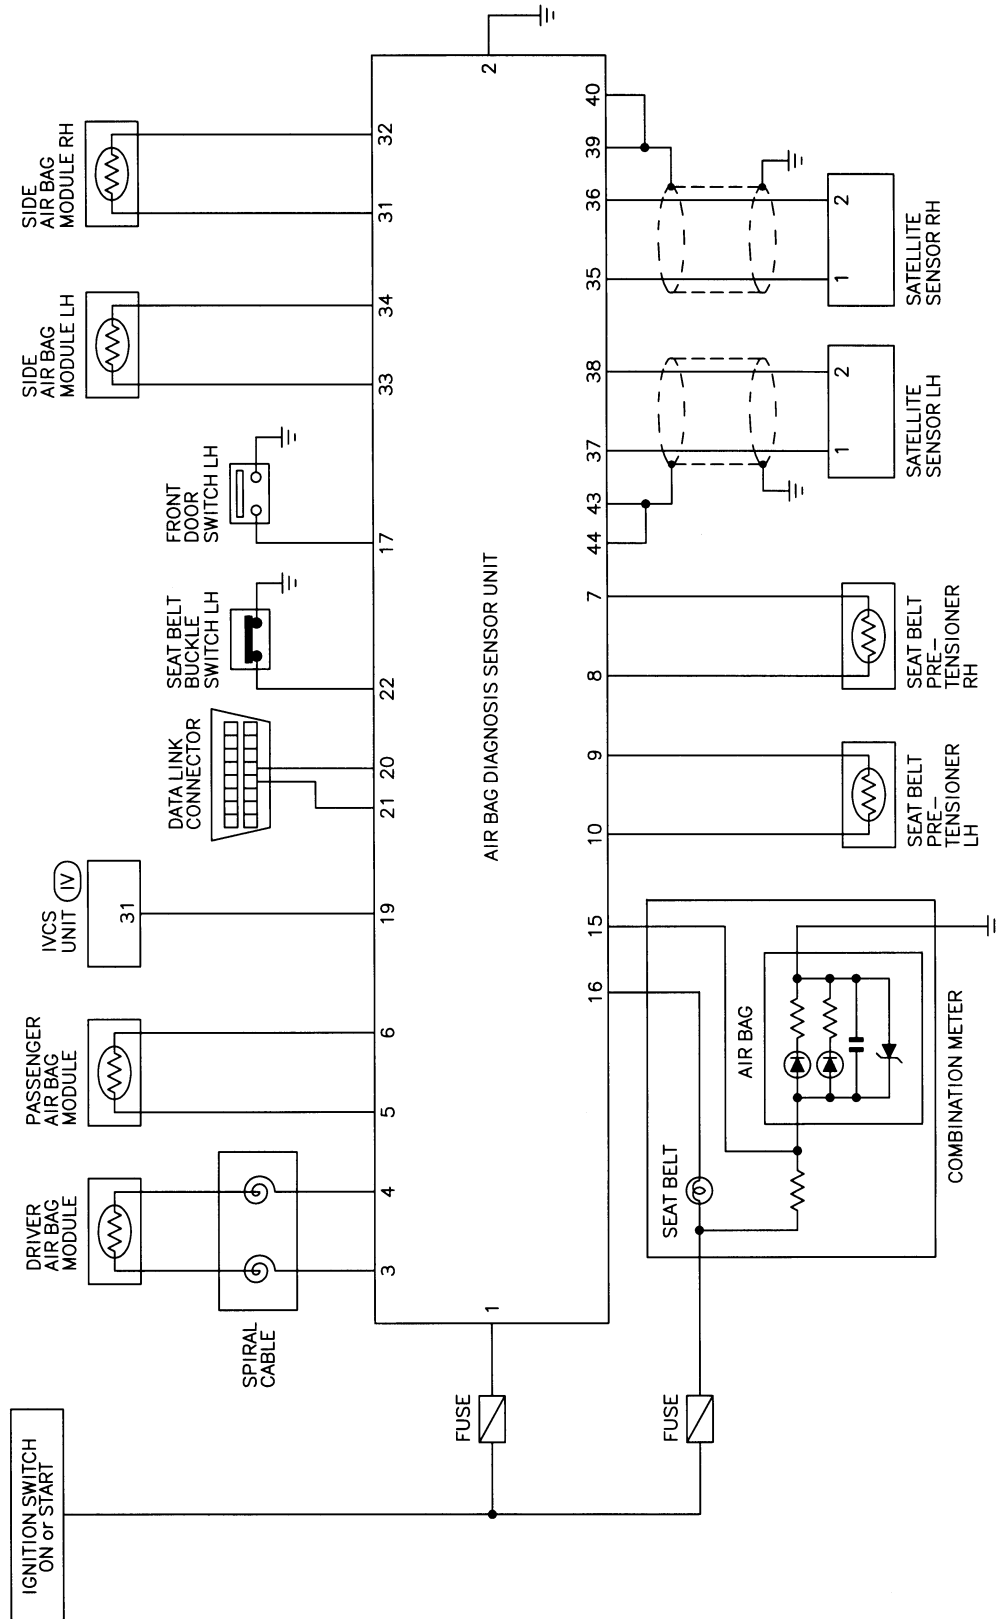 IGNITION SWITCH
ON or START
FUSE
FUSE
SPIRAL
CABLE
DRIVER
AIR BAG
MODULE
PASSENGER
AIR BAG
MODULE
IVCS
UNIT
IV
31
DATA LINK
CONNECTOR
SEAT BELT
BUCKLE
SWITCH LH
FRONT
DOOR
SWITCH LH
SIDE
AIR BAG
MODULE LH
SIDE
AIR BAG
MODULE RH
1
3
4
5
6
19
21
20
22
17
33
34
31
32
2
AIR BAG DIAGNOSIS SENSOR UNIT
16
15
10
9
8
7
44
43
37
38
35
36
39
40
SEAT BELT
AIR BAG
COMBINATION METER
SEAT BELT
PRE-
TENSIONER
LH
SEAT BELT
PRE-
TENSIONER
RH
1
2
SATELLITE
SENSOR LH
1
2
SATELLITE
SENSOR RH